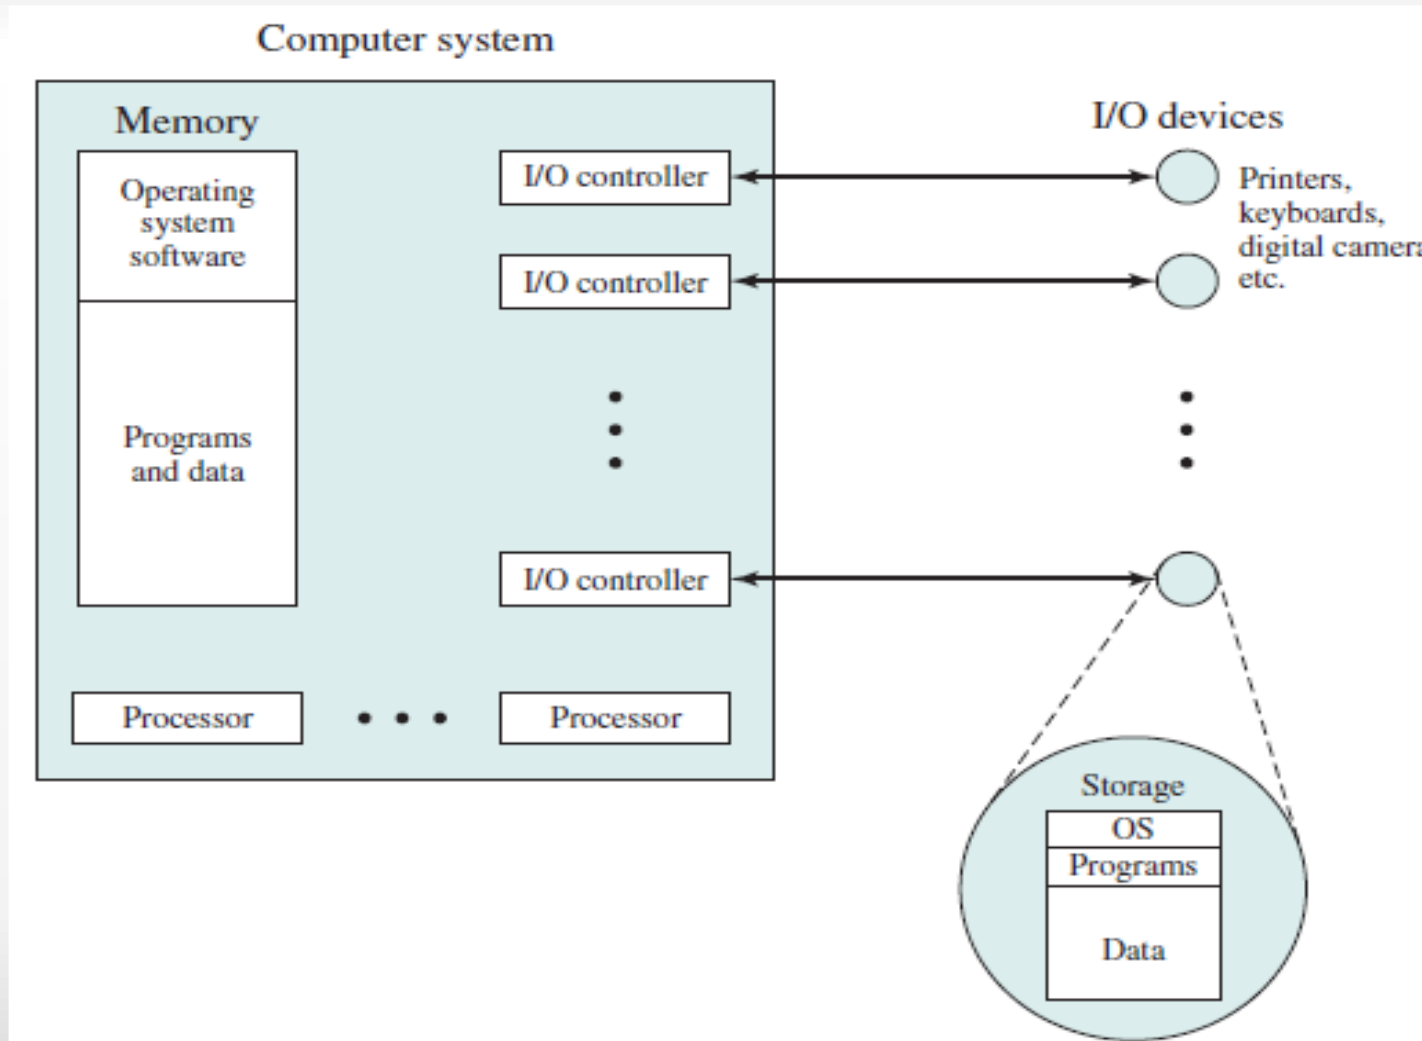 Computer system
Memory
Operating
system
software
Programs
and data
I/O controller
I/O controller
I/O controller
Processor
Processor
I/O devices
Printers,
keyboards,
digital camera
etc.
Storage
OS
Programs
Data